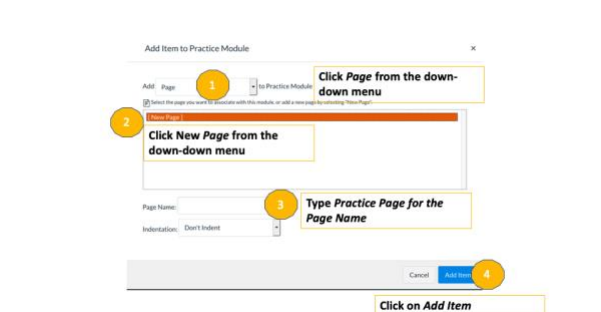 Add Item to Practice Module
×
Add: Page
1
to Practice Module
Click Page from the down-
down menu
Select the page you want to associate with this module, or add a new page by selecting "New Page".
2
[ New Page ]
Click New Page from the
down-down menu
Page Name:
3
Type Practice Page for the
Page Name
Indentation: Don't Indent
Cancel
Add Item
4
Click on Add Item